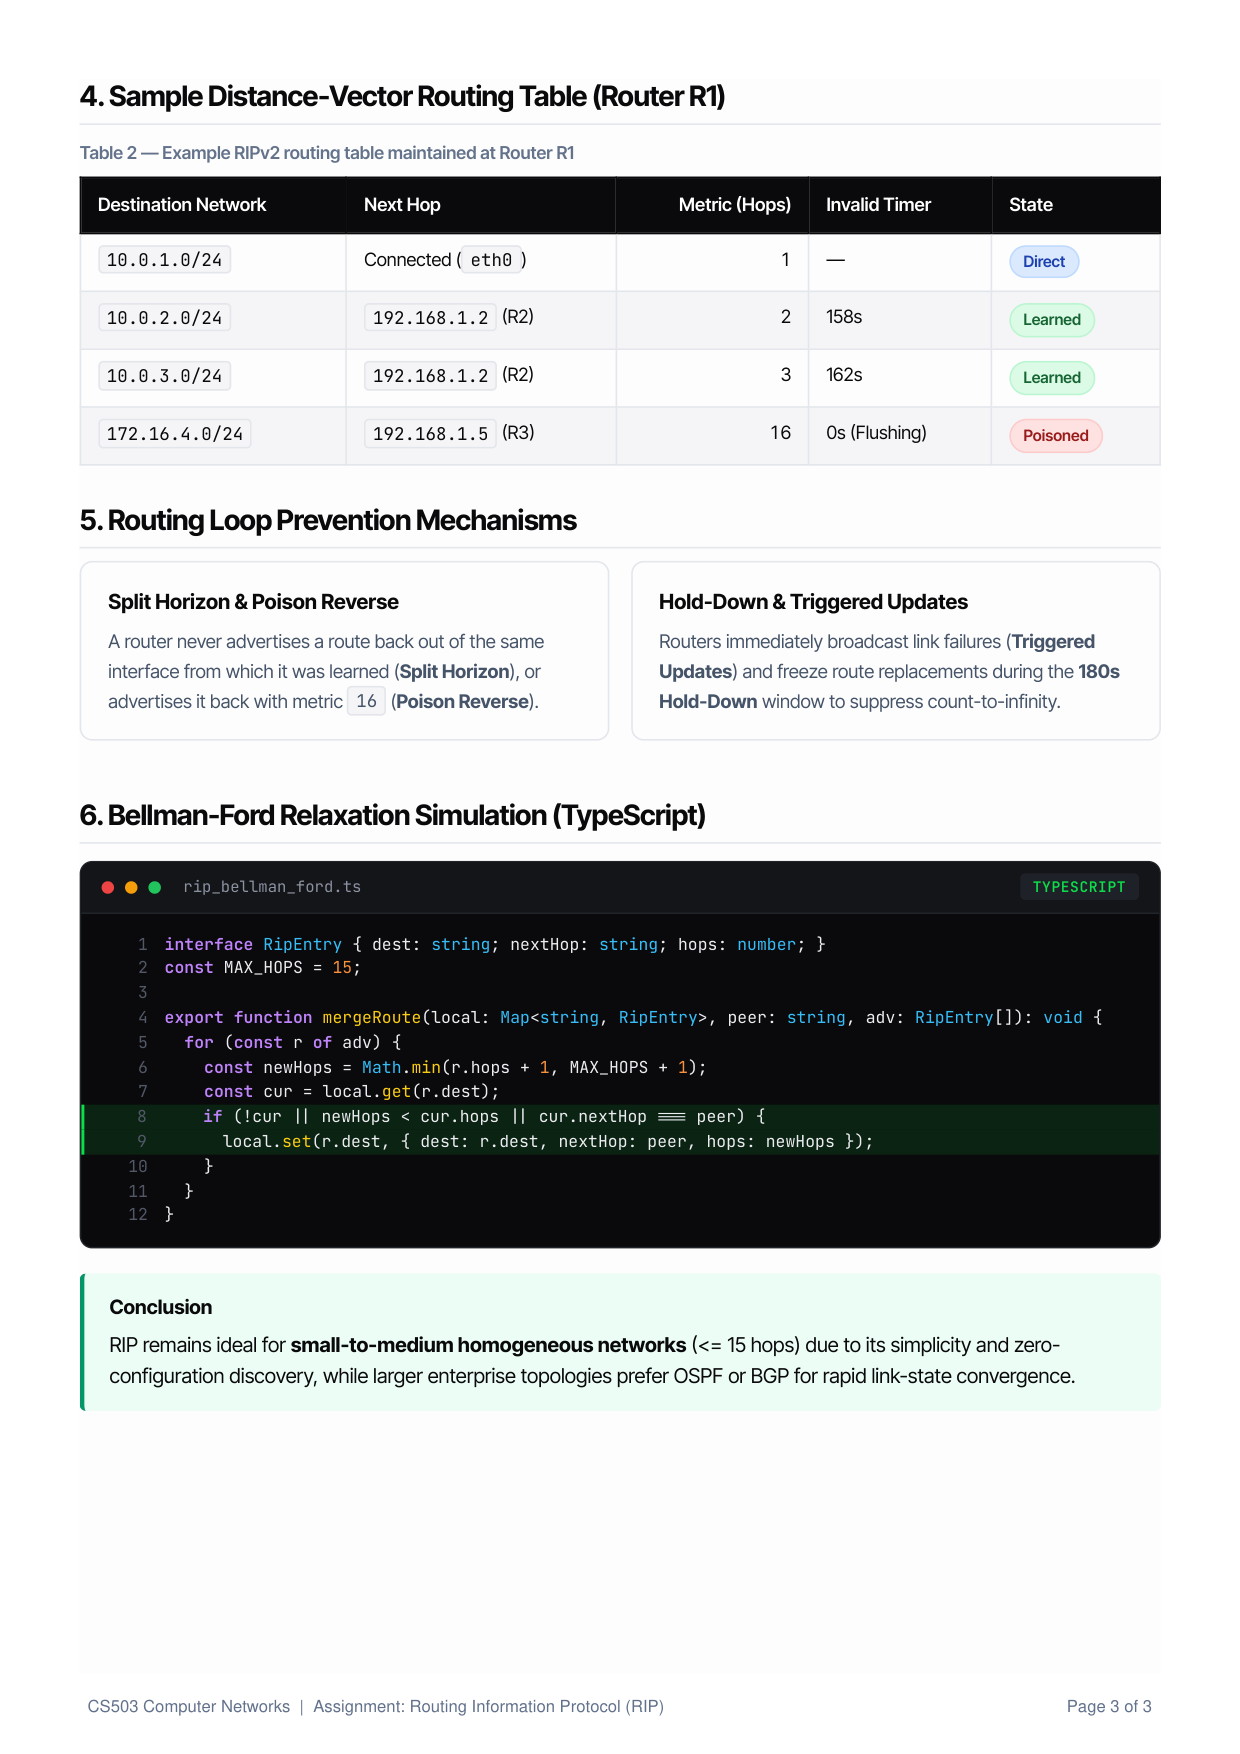 4. Sample Distance-Vector Routing Table (Router R1)
Table 2 — Example RIPv2 routing table maintained at Router R1
Destination Network Next Hop Metric (Hops) Invalid Timer State
10.0.1.0/24 Connected ( eth0 ) 1 — Direct
10.0.2.0/24 192.168.1.2 (R2) 2 158s Learned
10.0.3.0/24 192.168.1.2 (R2) 3 162s Learned
172.16.4.0/24 192.168.1.5 (R3) 16 0s (Flushing) Poisoned
5. Routing Loop Prevention Mechanisms
Split Horizon & Poison Reverse
A router never advertises a route back out of the same
interface from which it was learned (Split Horizon), or
advertises it back with metric 16 (Poison Reverse).
Hold-Down & Triggered Updates
Routers immediately broadcast link failures (Triggered
Updates) and freeze route replacements during the 180s
Hold-Down window to suppress count-to-infinity.
6. Bellman-Ford Relaxation Simulation (TypeScript)
rip_bellman_ford.ts TYPESCRIPT
1 interface RipEntry { dest: string; nextHop: string; hops: number; }
2 const MAX_HOPS = 15;
3
4 export function mergeRoute(local: Map<string, RipEntry>, peer: string, adv: RipEntry[]): void {
5 for (const r of adv) {
6 const newHops = Math.min(r.hops + 1, MAX_HOPS + 1);
7 const cur = local.get(r.dest);
8 if (!cur || newHops < cur.hops || cur.nextHop === peer) {
9 local.set(r.dest, { dest: r.dest, nextHop: peer, hops: newHops });
10 }
11 }
12 }
Conclusion
RIP remains ideal for small-to-medium homogeneous networks (<= 15 hops) due to its simplicity and zero-
configuration discovery, while larger enterprise topologies prefer OSPF or BGP for rapid link-state convergence.
CS503 Computer Networks | Assignment: Routing Information Protocol (RIP) Page 3 of 3